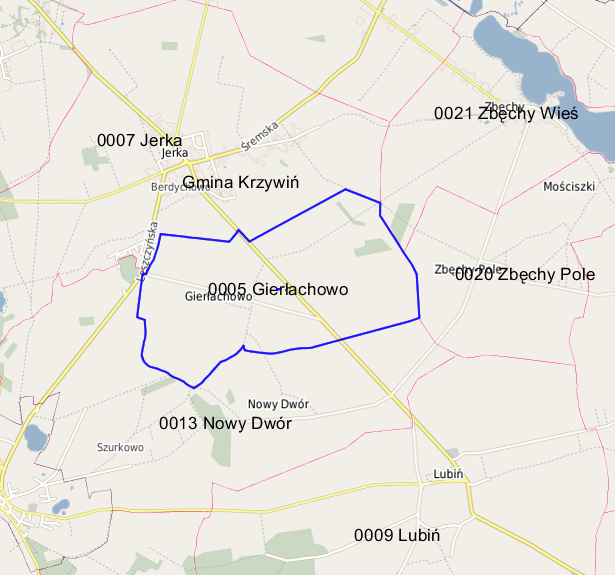 Zbęchy
0021 Zbęchy Wieś
Śremska
0007 Jerka
Jerka
Gmina Krzywiń
Berdychowo
Mościszki
Leszczyńska
Zbęchy Pole
0020 Zbęchy Pole
0005 Gierłachowo
Gierłachowo
Nowy Dwór
0013 Nowy Dwór
Szurkowo
Lubiń
0009 Lubiń